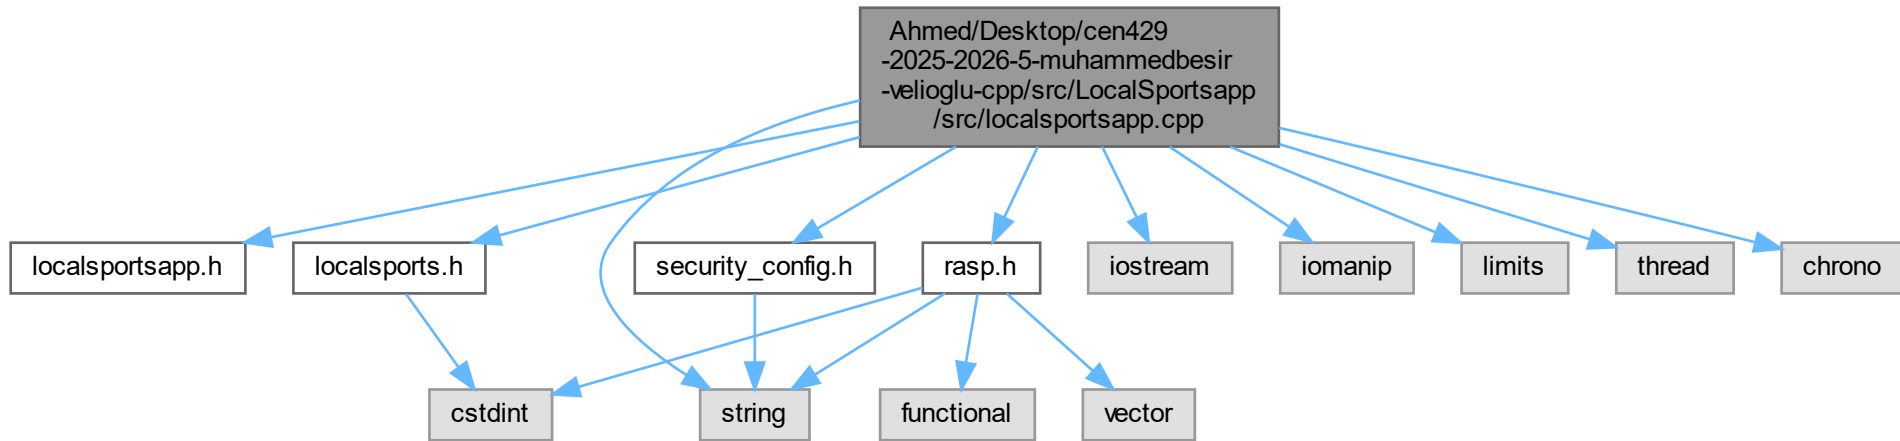 Ahmed/Desktop/cen429
-2025-2026-5-muhammedbesir
-velioglu-cpp/src/LocalSportsapp
/src/localsportsapp.cpp
localsportsapp.h
localsports.h
security_config.h
rasp.h
iostream
iomanip
limits
thread
chrono
cstdint
string
functional
vector